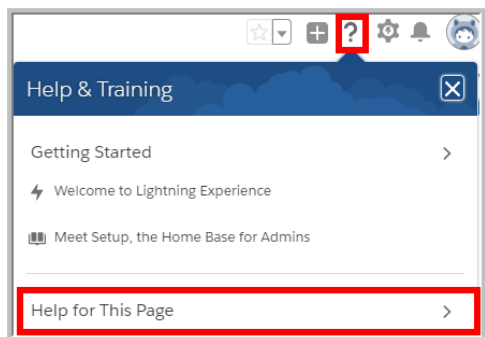 ?
Help & Training
Getting Started
Welcome to Lightning Experience
Meet Setup, the Home Base for Admins
Help for This Page